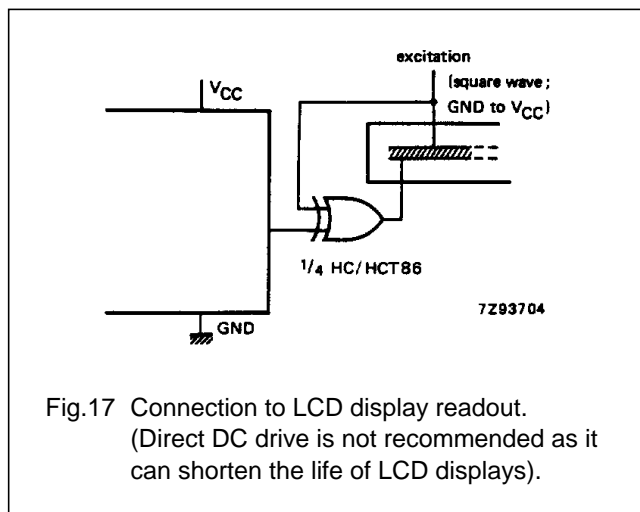 excitation
(square wave;
GND to VCC)
VCC
1/4 HC/HCT86
7Z93704
GND
Fig.17 Connection to LCD display readout.
(Direct DC drive is not recommended as it
can shorten the life of LCD displays).